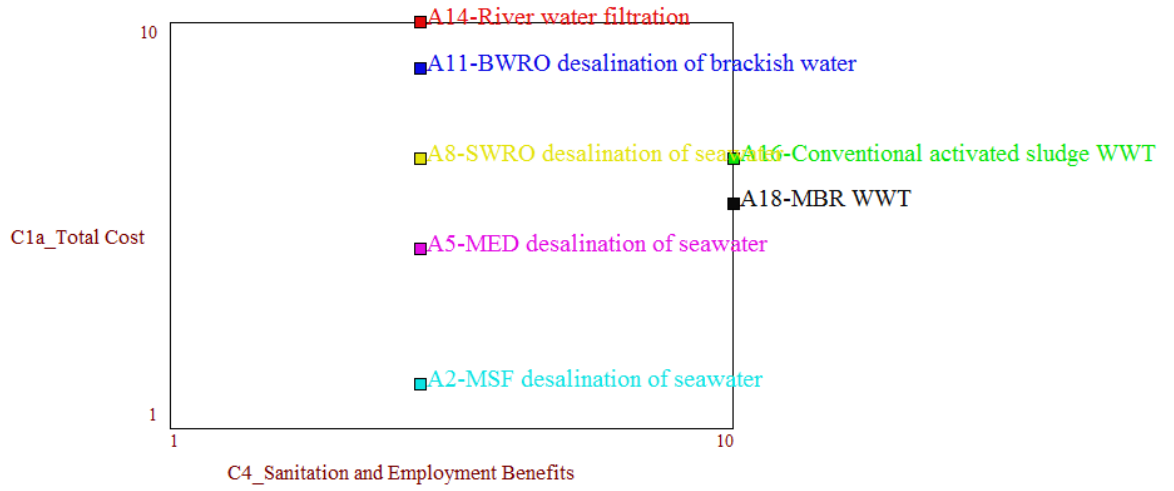 10
A14-River water filtration
A11-BWRO desalination of brackish water
A8-SWRO desalination of seawater
A16-Conventional activated sludge WWT
A18-MBR WWT
C1a_Total Cost
A5-MED desalination of seawater
A2-MSF desalination of seawater
1
1
10
C4_Sanitation and Employment Benefits